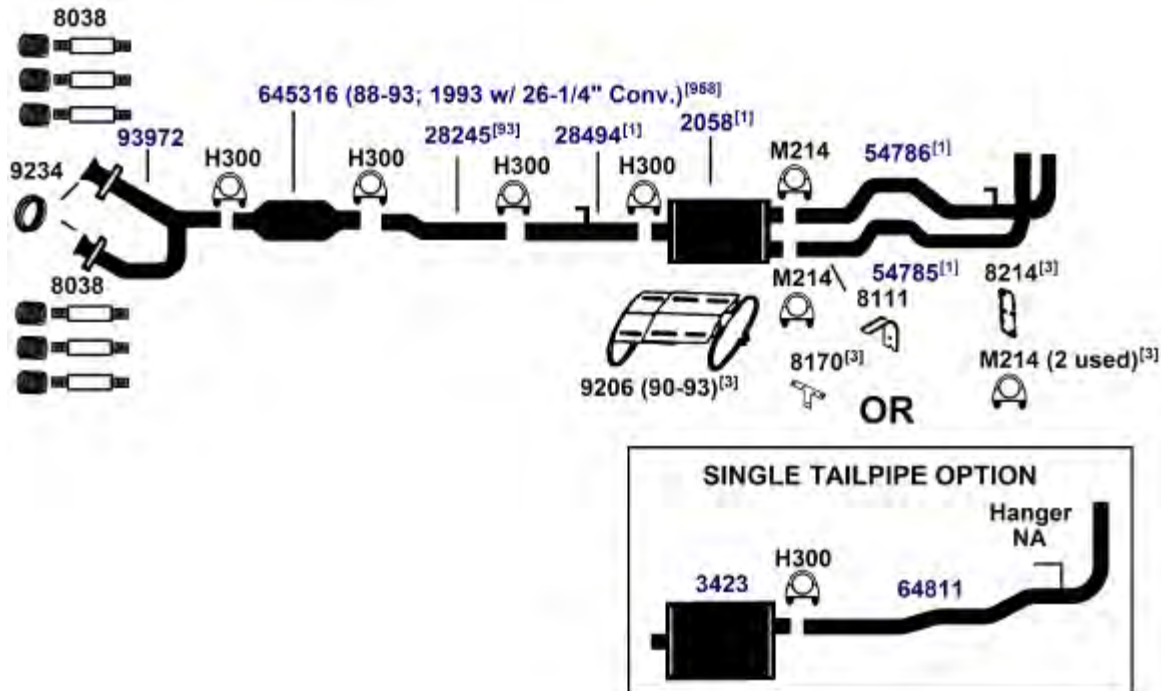 8038
645316 (88-93; 1993 w/ 26-1/4" Conv.)[958]
93972
28245[93]
28494[1]
2058[1]
H300
H300
H300
H300
M214
54786[1]
9234
8038
M214
54785[1]
8214[3]
8111
9206 (90-93)[3]
8170[3]
M214 (2 used)[3]
OR
SINGLE TAILPIPE OPTION
Hanger
NA
H300
3423
64811